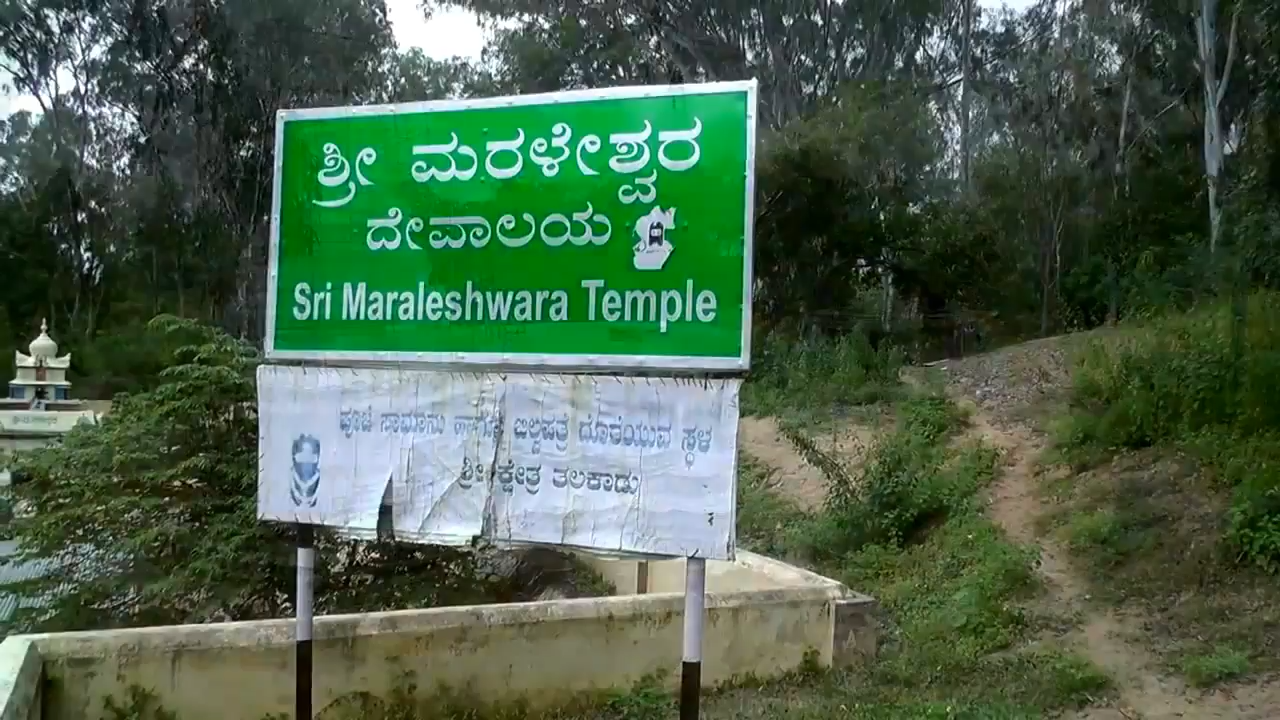 ಶ್ರೀ ಮರಳೇಶ್ವರ
ದೇವಾಲಯ
Sri Maraleshwara Temple
ಪೂಜೆ ಸಾಮಾನು ಹಾಗೂ ಬಿಲ್ವಪತ್ರೆ ದೊರೆಯುವ ಸ್ಥಳ
ಶ್ರೀ ಕ್ಷೇತ್ರ ತಲಕಾಡು